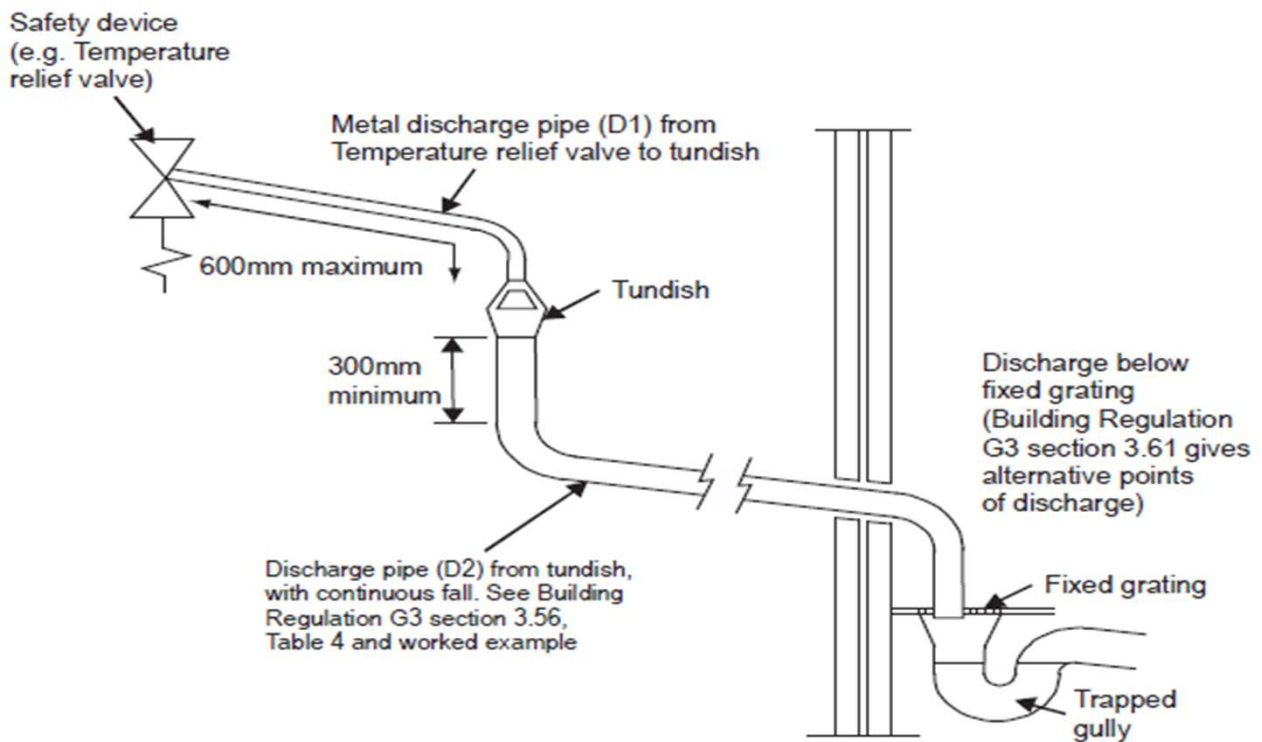 Safety device
(e.g. Temperature
relief valve)
Metal discharge pipe (D1) from
Temperature relief valve to tundish
600mm maximum
Tundish
300mm
minimum
Discharge below
fixed grating
(Building Regulation
G3 section 3.61 gives
alternative points
of discharge)
Discharge pipe (D2) from tundish,
with continuous fall. See Building
Regulation G3 section 3.56,
Table 4 and worked example
Fixed grating
Trapped
gully